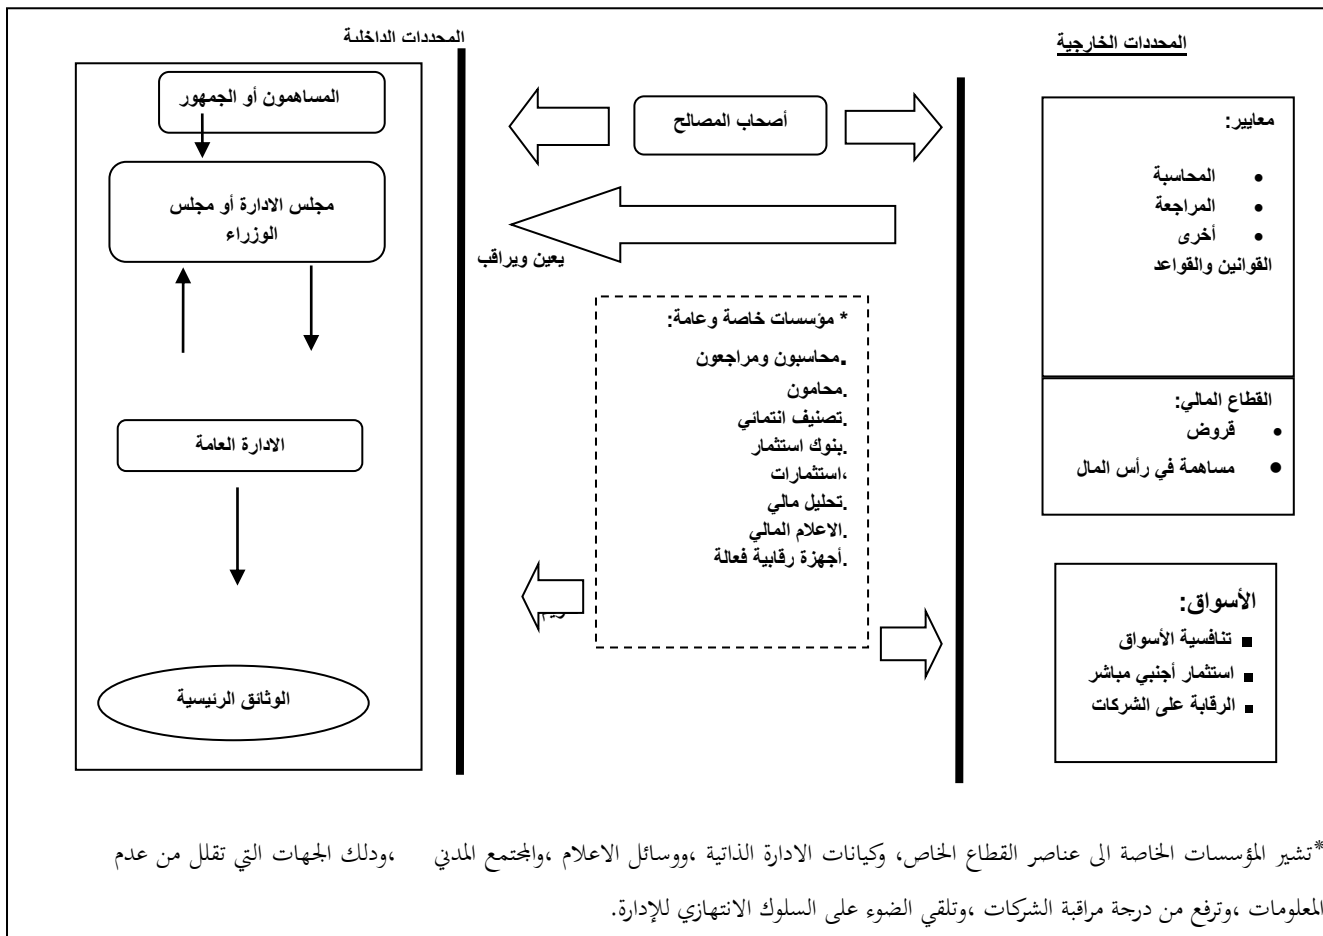 المحددات الخارجية
المحددات الداخلية
معايير:
• المحاسبة
• المراجعة
• أخرى
القوانين والقواعد
القطاع المالي:
• قروض
• مساهمة في رأس المال
الأسواق:
▪ تنافسية الأسواق
▪ استثمار أجنبي مباشر
▪ الرقابة على الشركات
أصحاب المصالح
يعين ويراقب
* مؤسسات خاصة وعامة:
.محاسبون ومراجعون
.محامون
.تصنيف انتمائي
.بنوك استثمار
،استثمارات
.تحليل مالي
.الاعلام المالي
.أجهزة رقابية فعالة
المساهمون أو الجمهور
مجلس الادارة أو مجلس
الوزراء
الادارة العامة
الوثائق الرئيسية
*تشير المؤسسات الخاصة الى عناصر القطاع الخاص، وكيانات الادارة الذاتية ،ووسائل الاعلام ،والمجتمع المدني ،ودلك الجهات التي تقلل من عدم
المعلومات ،وترفع من درجة مراقبة الشركات ،وتلقي الضوء على السلوك الانتهازي للإدارة.